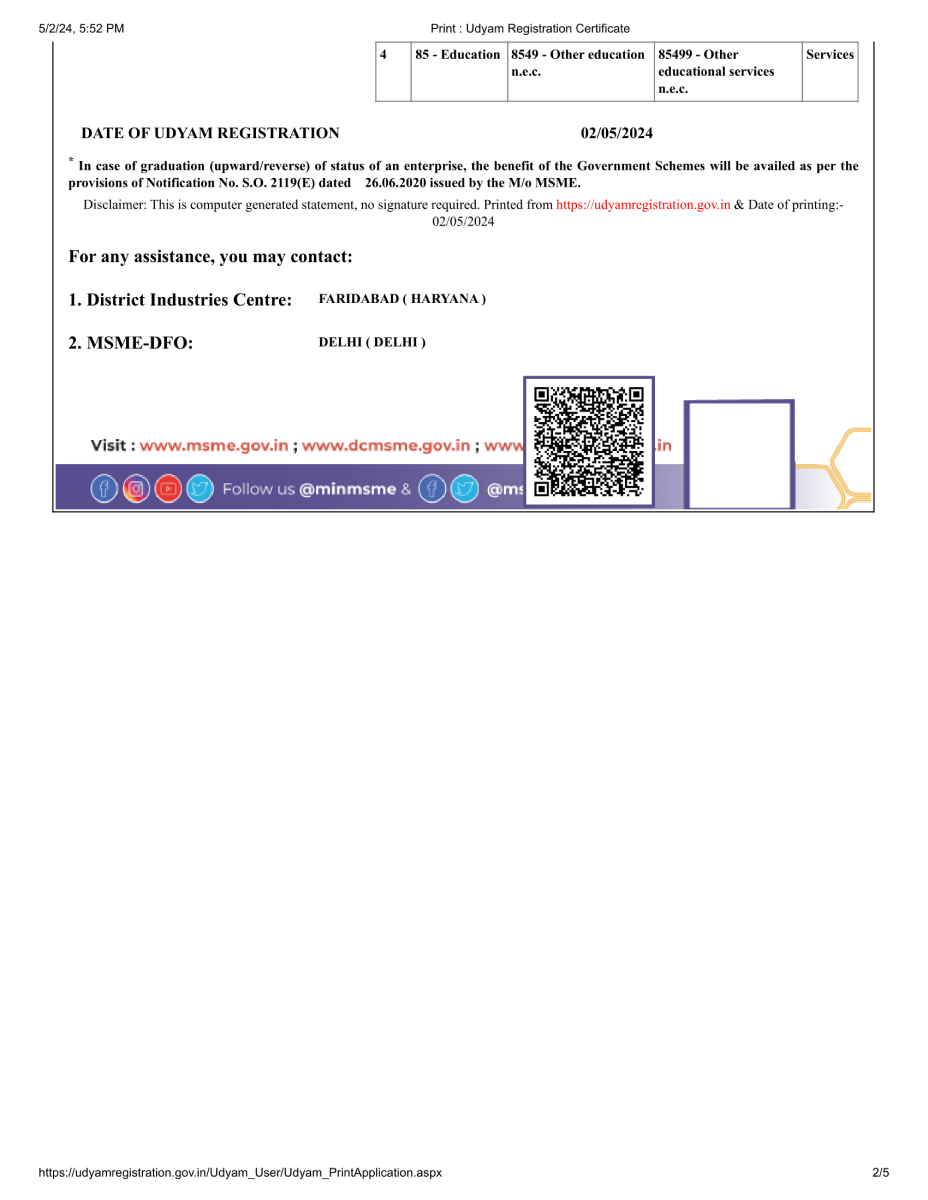 5/2/24, 5:52 PM Print : Udyam Registration Certificate
4 85 - Education 8549 - Other education 85499 - Other Services
n.e.c. educational services
n.e.c.
DATE OF UDYAM REGISTRATION 02/05/2024
* In case of graduation (upward/reverse) of status of an enterprise, the benefit of the Government Schemes will be availed as per the
provisions of Notification No. S.O. 2119(E) dated 26.06.2020 issued by the M/o MSME.
Disclaimer: This is computer generated statement, no signature required. Printed from https://udyamregistration.gov.in & Date of printing:-
02/05/2024
For any assistance, you may contact:
1. District Industries Centre: FARIDABAD ( HARYANA )
2. MSME-DFO: DELHI ( DELHI )
Visit : www.msme.gov.in ; www.dcmsme.gov.in ; www .in
Follow us @minmsme & @ms
https://udyamregistration.gov.in/Udyam_User/Udyam_PrintApplication.aspx 2/5